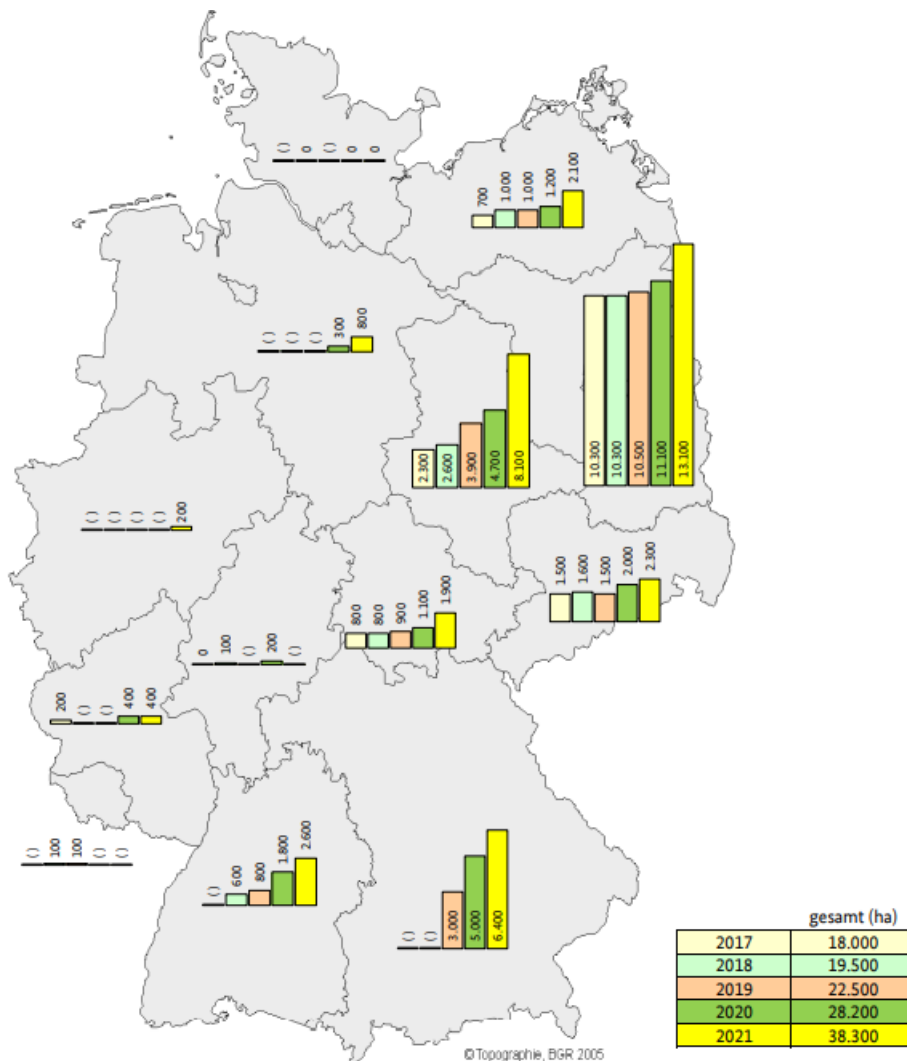 ( ) 0 ( ) 0 0
700 1.000 1.000 1.200 2.100
( ) ( ) ( ) 300 800
10.300 10.300 10.500 11.100 13.100
2.300 2.600 3.900 4.700 8.100
( ) ( ) ( ) ( ) 200
1.500 1.600 1.500 2.000 2.300
800 800 900 1.100 1.900
0 100 ( ) 200 ( )
200 ( ) ( ) 400 400
( ) 100 100 ( ) ( )
( ) 600 800 1.800 2.600
( ) ( ) 3.000 5.000 6.400
gesamt (ha)
2017 18.000
2018 19.500
2019 22.500
2020 28.200
2021 38.300
©Topographie, BGR 2005